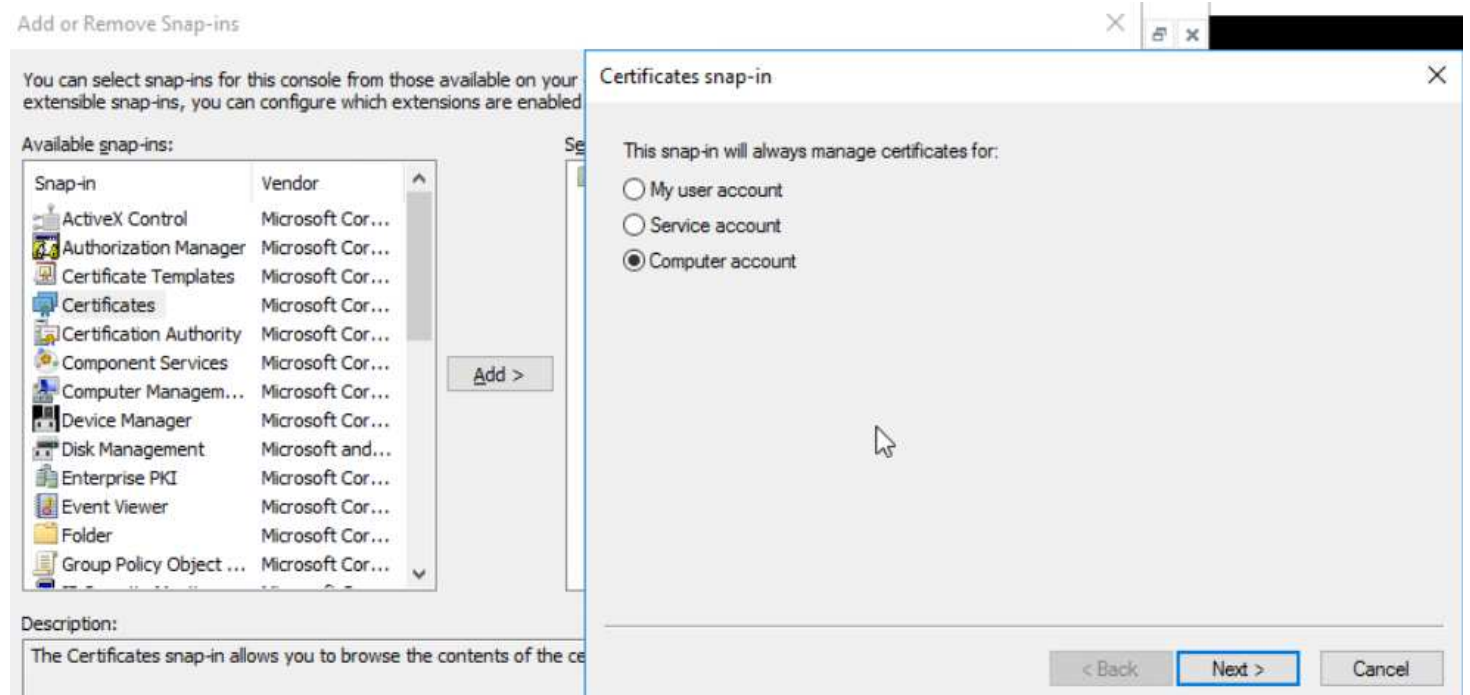 Add or Remove Snap-ins
You can select snap-ins for this console from those available on your
extensible snap-ins, you can configure which extensions are enabled
Available snap-ins:
Se
Snap-in Vendor
ActiveX Control Microsoft Cor...
Authorization Manager Microsoft Cor...
Certificate Templates Microsoft Cor...
Certificates Microsoft Cor...
Certification Authority Microsoft Cor...
Component Services Microsoft Cor...
Computer Managem... Microsoft Cor...
Device Manager Microsoft Cor...
Disk Management Microsoft and...
Enterprise PKI Microsoft Cor...
Event Viewer Microsoft Cor...
Folder Microsoft Cor...
Group Policy Object ... Microsoft Cor...
Add >
Description:
The Certificates snap-in allows you to browse the contents of the ce
Certificates snap-in
This snap-in will always manage certificates for:
My user account
Service account
Computer account
< Back Next > Cancel